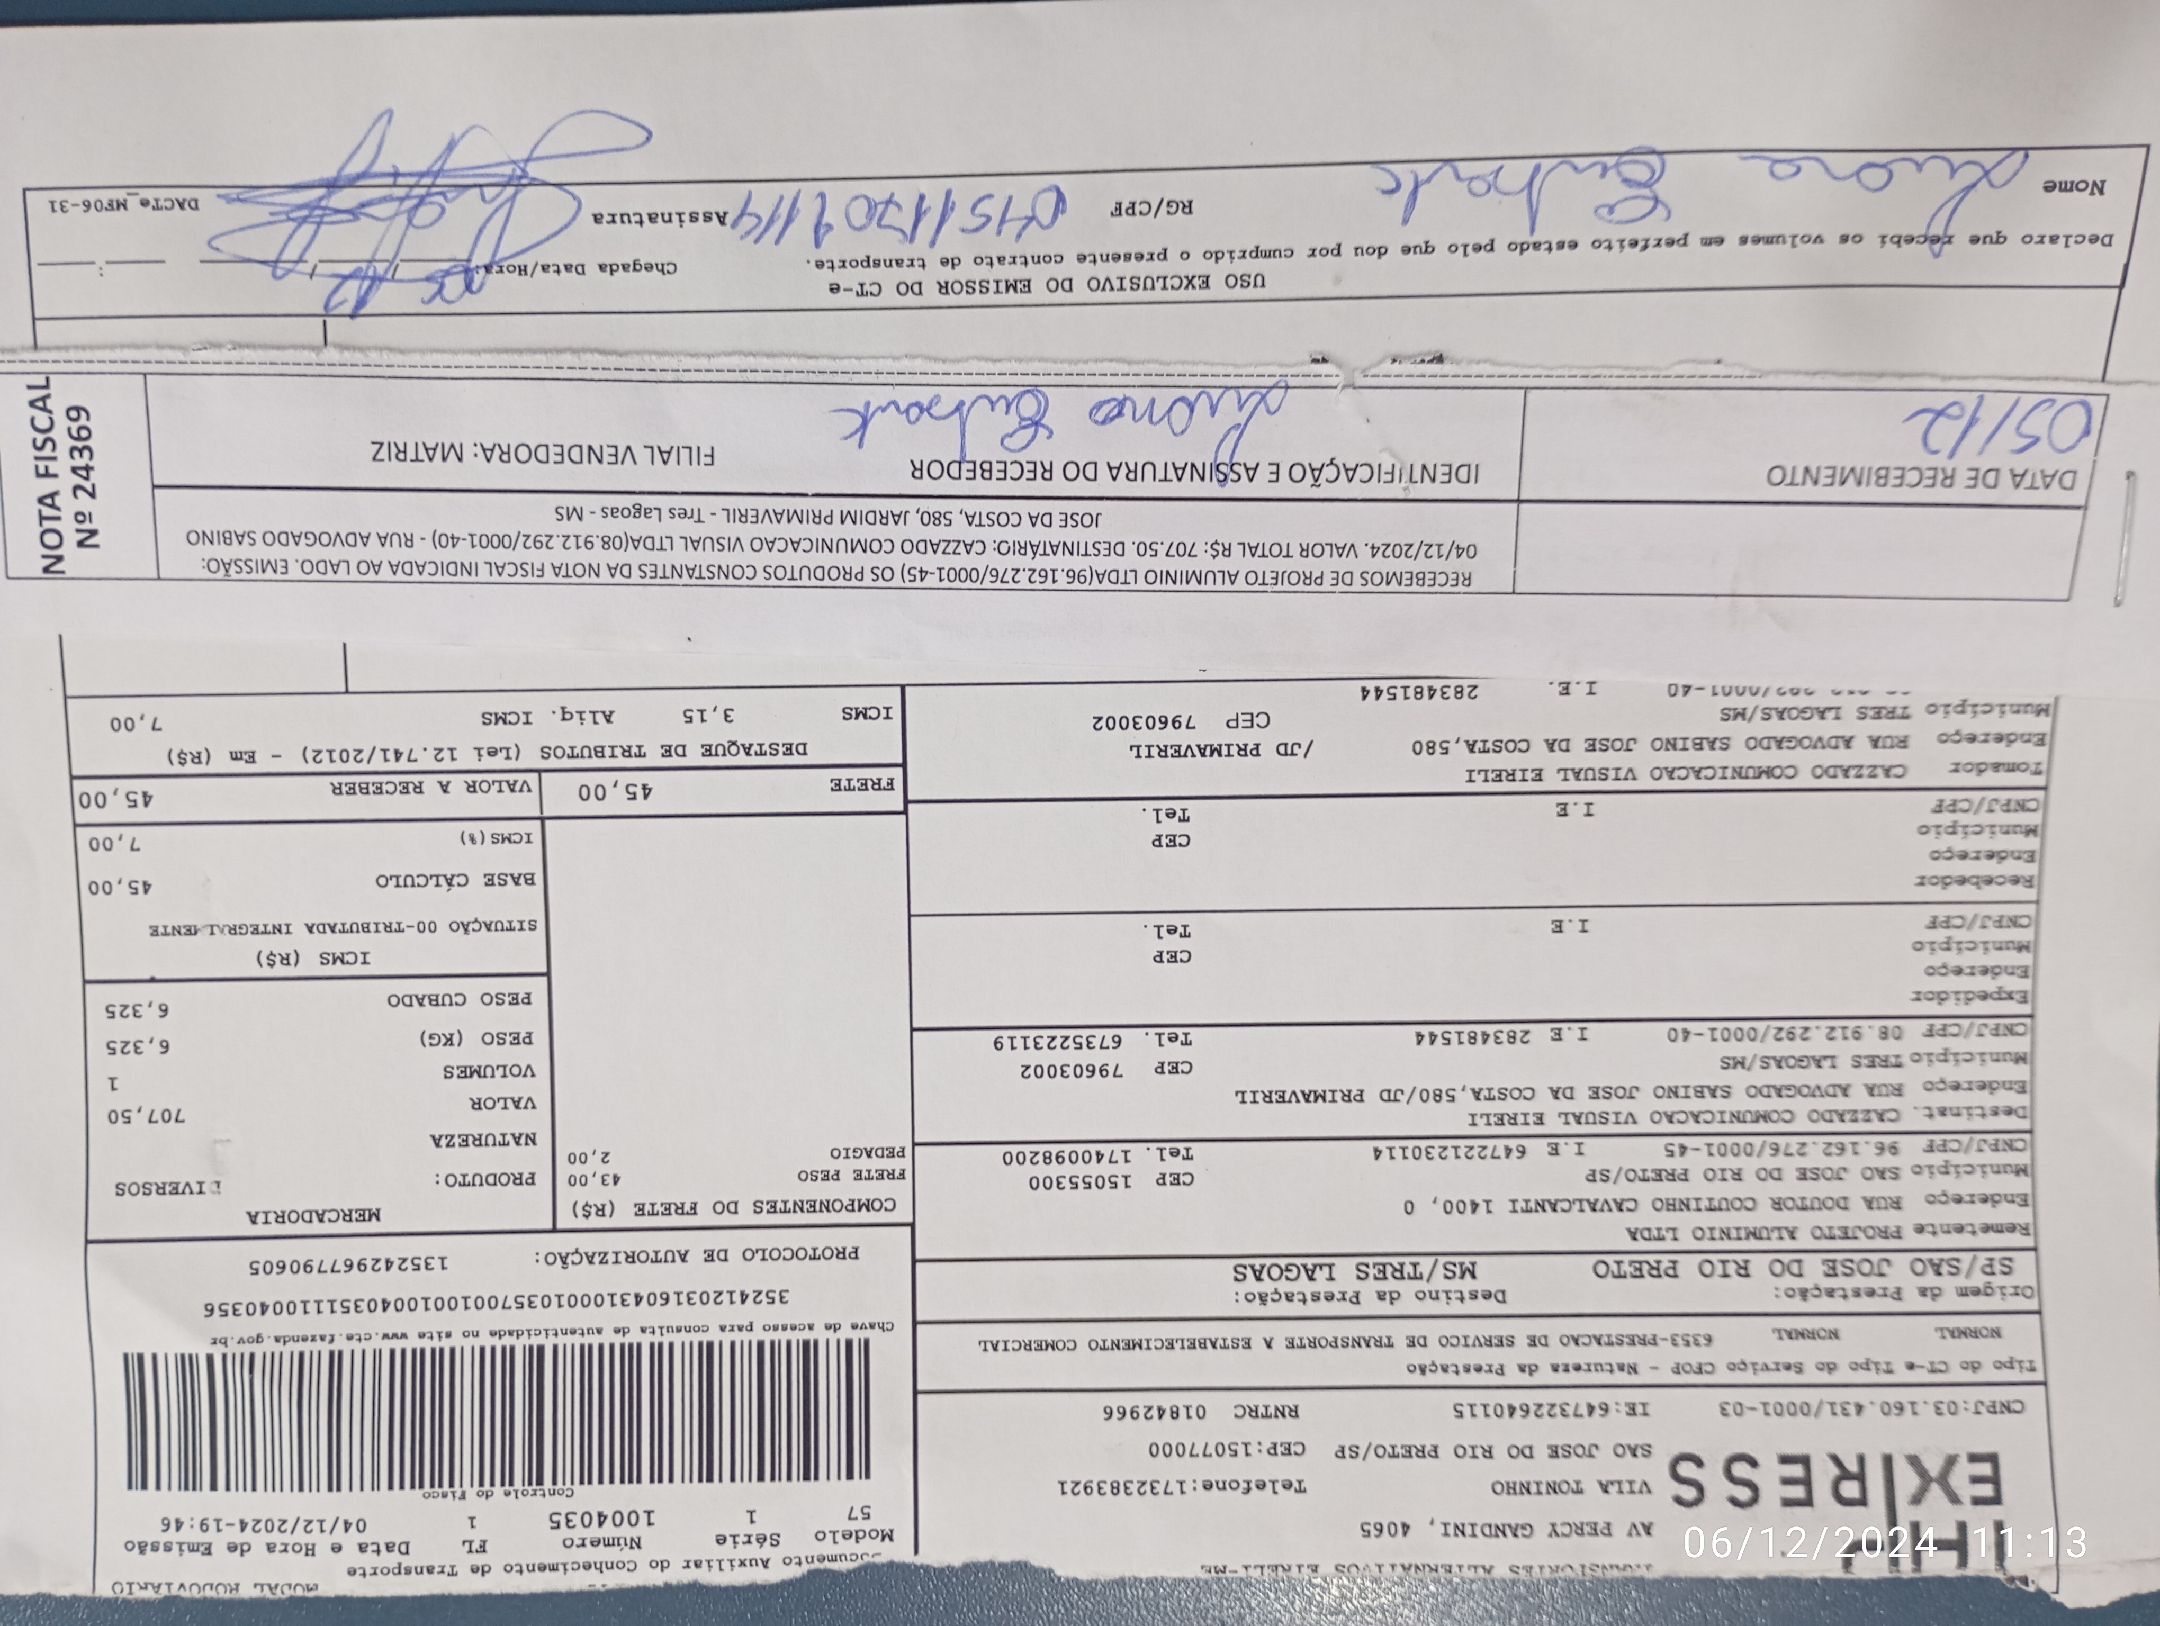 MODAL RODOVIARIO
Documento Auxiliar do Conhecimento de Transporte
Modelo Série Número FL Data e Hora de Emissão
57 1 1004035 1 04/12/2024-19:46
Controle do Fisco
Chave de acesso para consulta de autenticidade no site www.cte.fazenda.gov.br
35241203160431000103570010010040351110040356
PROTOCOLO DE AUTORIZAÇÃO: 135242967790605
TRANSPORTES ALTERNATIVOS EIRELI-ME
EXPRESS
AV PERCY GANDINI, 4065
VILA TONINHO Telefone:1732383921
SAO JOSE DO RIO PRETO/SP CEP:15077000
CNPJ:03.160.431/0001-03 IE:647322640115 RNTRC 01842966
Tipo do CT-e Tipo do Serviço CFOP - Natureza da Prestação
NORMAL NORMAL 6353-PRESTACAO DE SERVICO DE TRANSPORTE A ESTABELECIMENTO COMERCIAL
Origem da Prestação: Destino da Prestação:
SP/SAO JOSE DO RIO PRETO MS/TRES LAGOAS
Remetente PROJETO ALUMINIO LTDA
Endereço RUA DOUTOR COUTINHO CAVALCANTI 1400, 0
Município SAO JOSE DO RIO PRETO/SP CEP 15055300
CNPJ/CPF 96.162.276/0001-45 I.E 647221230114 Tel. 1740098200
Destinat. CAZZADO COMUNICACAO VISUAL EIRELI
Endereço RUA ADVOGADO SABINO JOSE DA COSTA,580/JD PRIMAVERIL
Município TRES LAGOAS/MS CEP 79603002
CNPJ/CPF 08.912.292/0001-40 I.E 283481544 Tel. 6735223119
Expedidor
Endereço
Município CEP
CNPJ/CPF I.E Tel.
Recebedor
Endereço
Município CEP
CNPJ/CPF I.E Tel.
Tomador CAZZADO COMUNICACAO VISUAL EIRELI
Endereço RUA ADVOGADO SABINO JOSE DA COSTA,580 /JD PRIMAVERIL
Município TRES LAGOAS/MS CEP 79603002
I.E. 283481544
COMPONENTES DO FRETE (R$)
FRETE PESO 43,00
PEDAGIO 2,00
MERCADORIA
PRODUTO: DIVERSOS
NATUREZA
VALOR 707,50
VOLUMES 1
PESO (KG) 6,325
PESO CUBADO 6,325
ICMS (R$)
SITUAÇÃO 00-TRIBUTADA INTEGRALMENTE
BASE CÁLCULO 45,00
ICMS(%) 7,00
FRETE 45,00 VALOR A RECEBER 45,00
DESTAQUE DE TRIBUTOS (Lei 12.741/2012) - Em (R$)
ICMS 3,15 Aliq. ICMS 7,00
RECEBEMOS DE PROJETO ALUMINIO LTDA(96.162.276/0001-45) OS PRODUTOS CONSTANTES DA NOTA FISCAL INDICADA AO LADO. EMISSÃO:
04/12/2024. VALOR TOTAL R$: 707.50. DESTINATÁRIO: CAZZADO COMUNICACAO VISUAL LTDA(08.912.292/0001-40) - RUA ADVOGADO SABINO
JOSE DA COSTA, 580, JARDIM PRIMAVERIL - Tres Lagoas - MS
DATA DE RECEBIMENTO IDENTIFICAÇÃO E ASSINATURA DO RECEBEDOR FILIAL VENDEDORA: MATRIZ
05/12
NOTA FISCAL
Nº 24369
USO EXCLUSIVO DO EMISSOR DO CT-e
Declaro que recebi os volumes em perfeito estado pelo que dou por cumprido o presente contrato de transporte.
Chegada Data/Hora:
Nome RG/CPF Assinatura
DACTe_MF06-31
06/12/2024 11:13